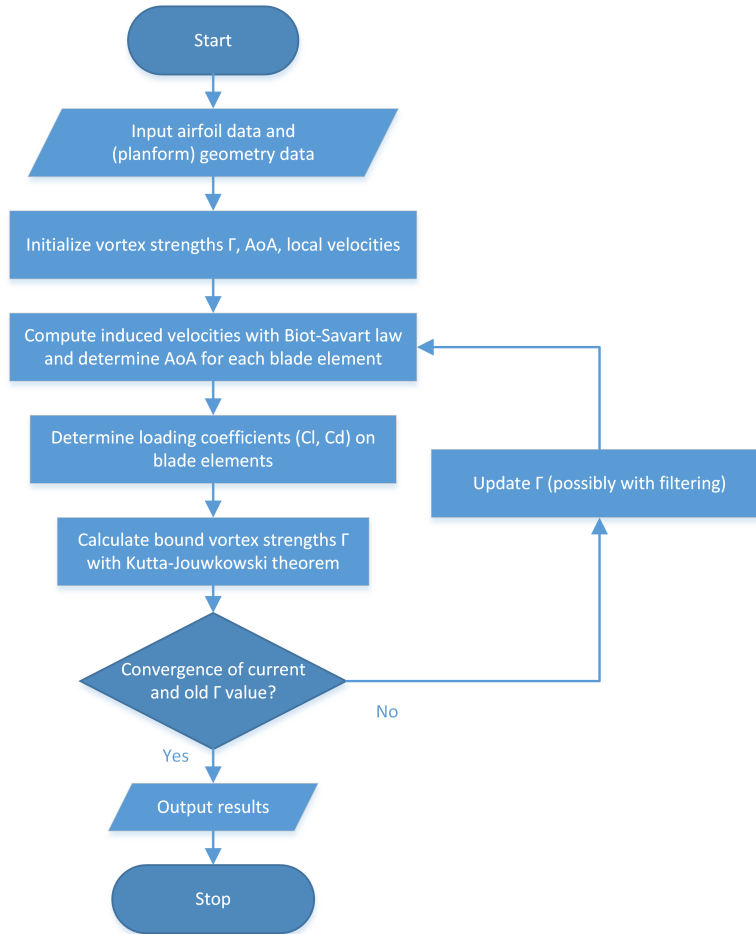 Start
Input airfoil data and
(planform) geometry data
Initialize vortex strengths Γ, AoA, local velocities
Compute induced velocities with Biot-Savart law
and determine AoA for each blade element
Determine loading coefficients (Cl, Cd) on
blade elements
Update Γ (possibly with filtering)
Calculate bound vortex strengths Γ
with Kutta-Jouwkowski theorem
Convergence of current
and old Γ value?
No
Yes
Output results
Stop